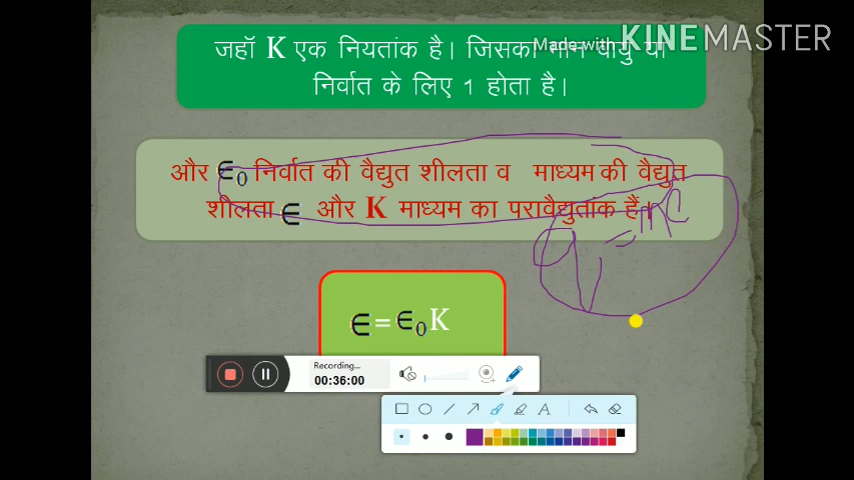 Made with KINEMASTER
जहाँ K एक नियतांक है। जिसका मान वायु या
निर्वात के लिए 1 होता है।
और ∈0 निर्वात की वैद्युत शीलता व माध्यम की वैद्युत
शीलता ∈ और K माध्यम का परावैद्युतांक हैं।
∈ = ∈0 K
Recording...
00:36:00
A